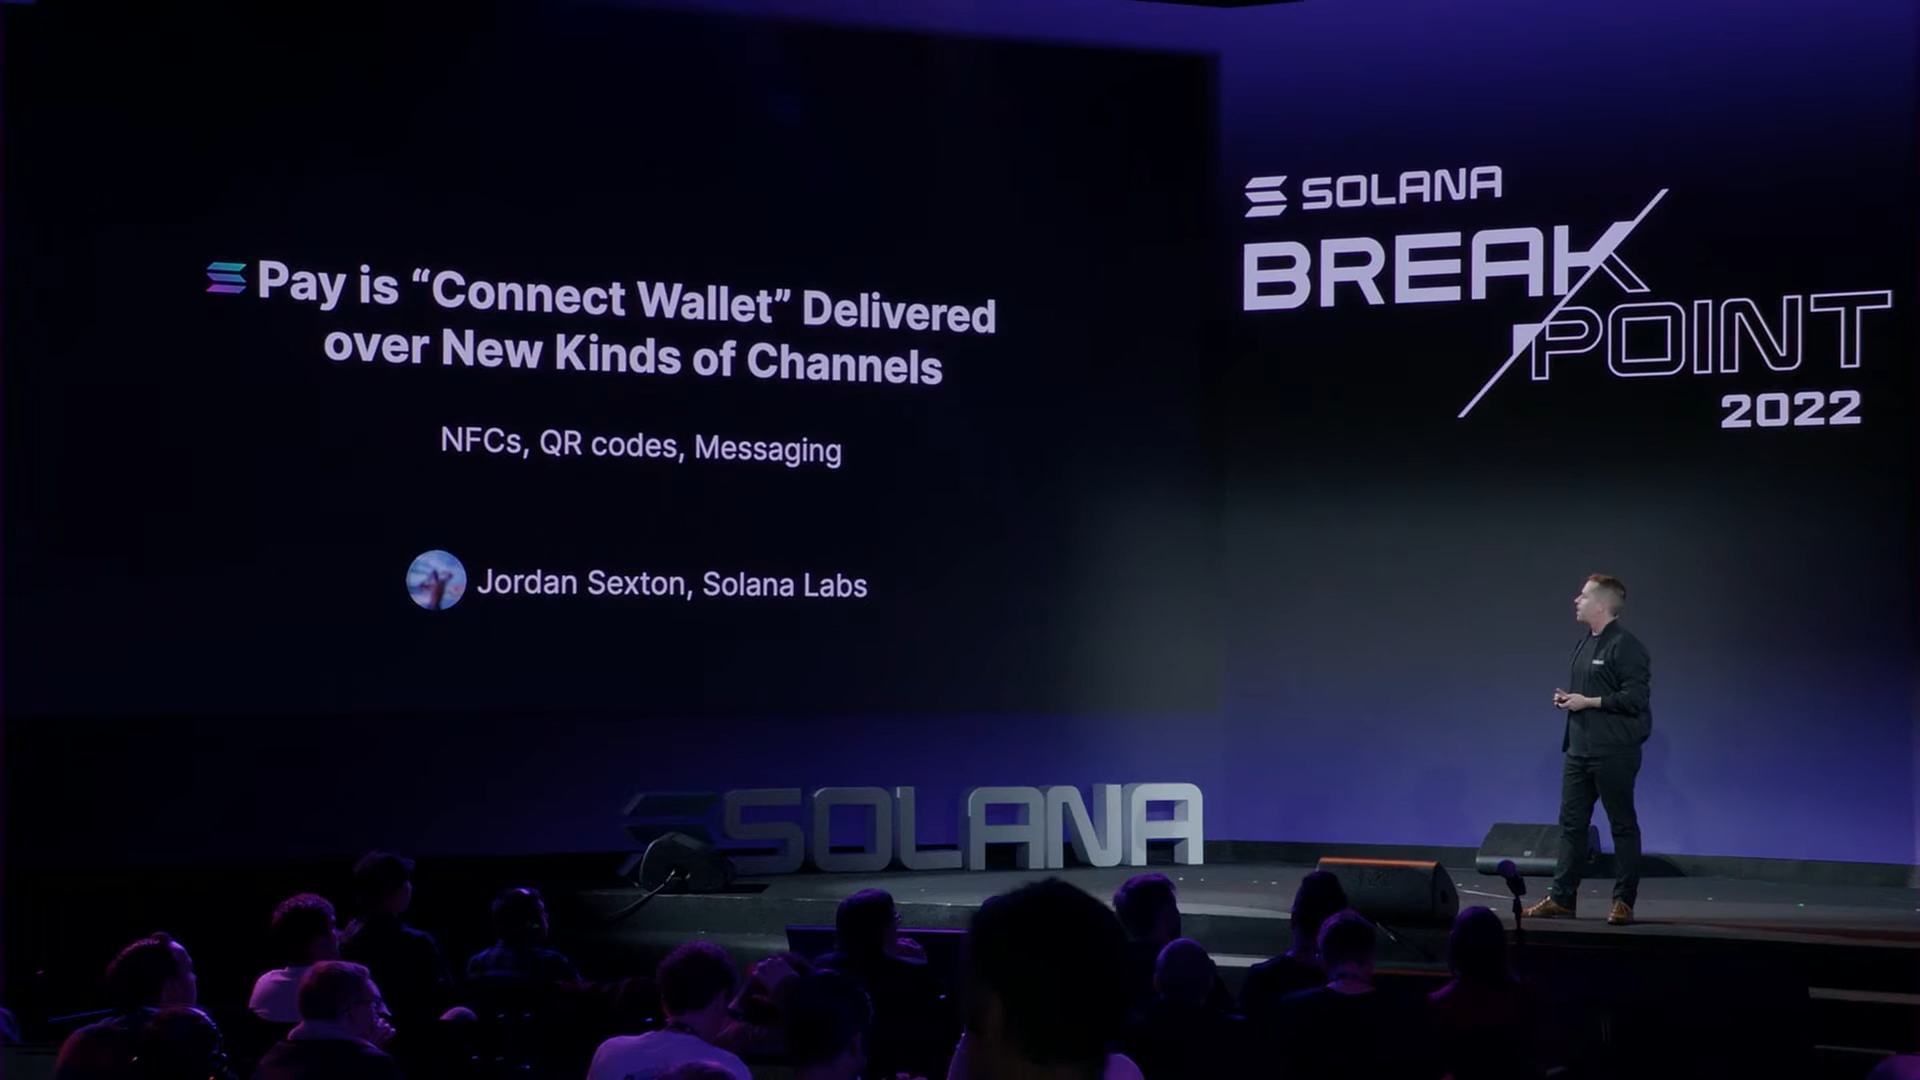 Pay is “Connect Wallet” Delivered
over New Kinds of Channels
NFCs, QR codes, Messaging
Jordan Sexton, Solana Labs
SOLANA
BREAK
POINT
2022
SOLANA